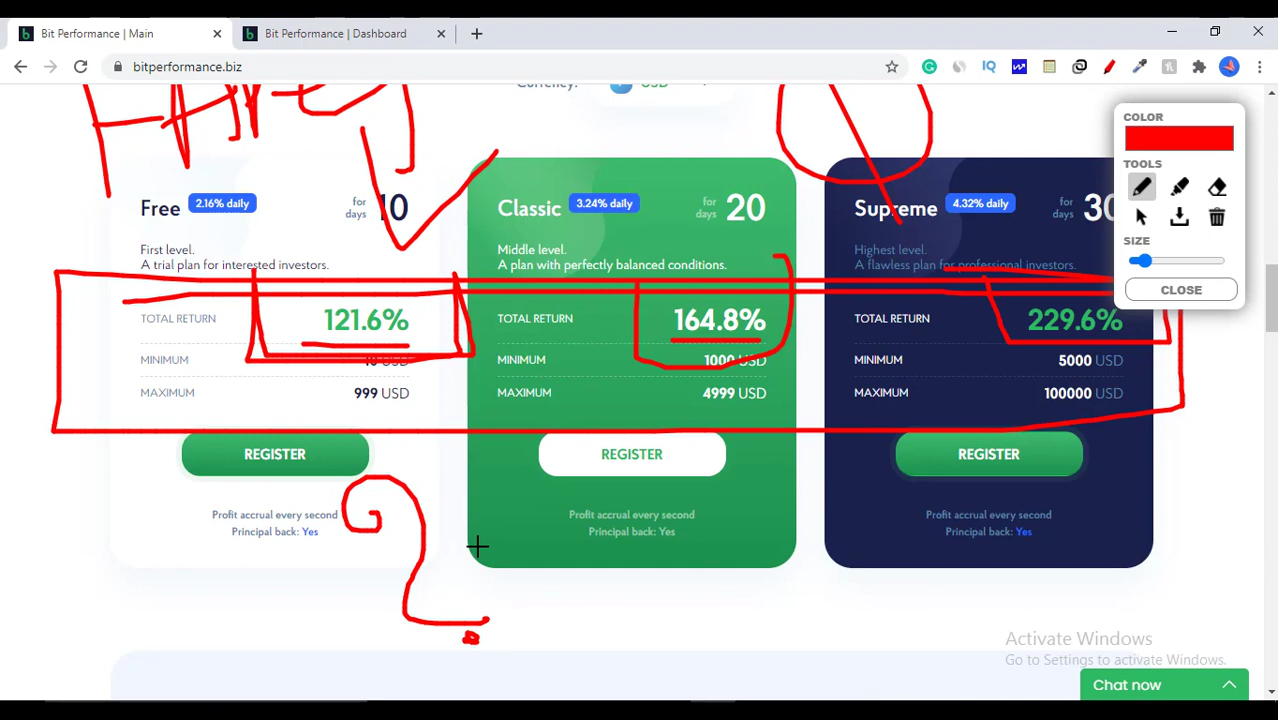 Bit Performance | Main
Bit Performance | Dashboard
bitperformance.biz
Currency:
USD
COLOR
TOOLS
SIZE
CLOSE
Free
2.16% daily
for days
10
First level.
A trial plan for interested investors.
TOTAL RETURN
121.6%
MINIMUM
10 USD
MAXIMUM
999 USD
REGISTER
Profit accrual every second
Principal back: Yes
Classic
3.24% daily
for days
20
Middle level.
A plan with perfectly balanced conditions.
TOTAL RETURN
164.8%
MINIMUM
1000 USD
MAXIMUM
4999 USD
REGISTER
Profit accrual every second
Principal back: Yes
Supreme
4.32% daily
for days
30
Highest level.
A flawless plan for professional investors.
TOTAL RETURN
229.6%
MINIMUM
5000 USD
MAXIMUM
100000 USD
REGISTER
Profit accrual every second
Principal back: Yes
Activate Windows
Go to Settings to activate Windows.
Chat now